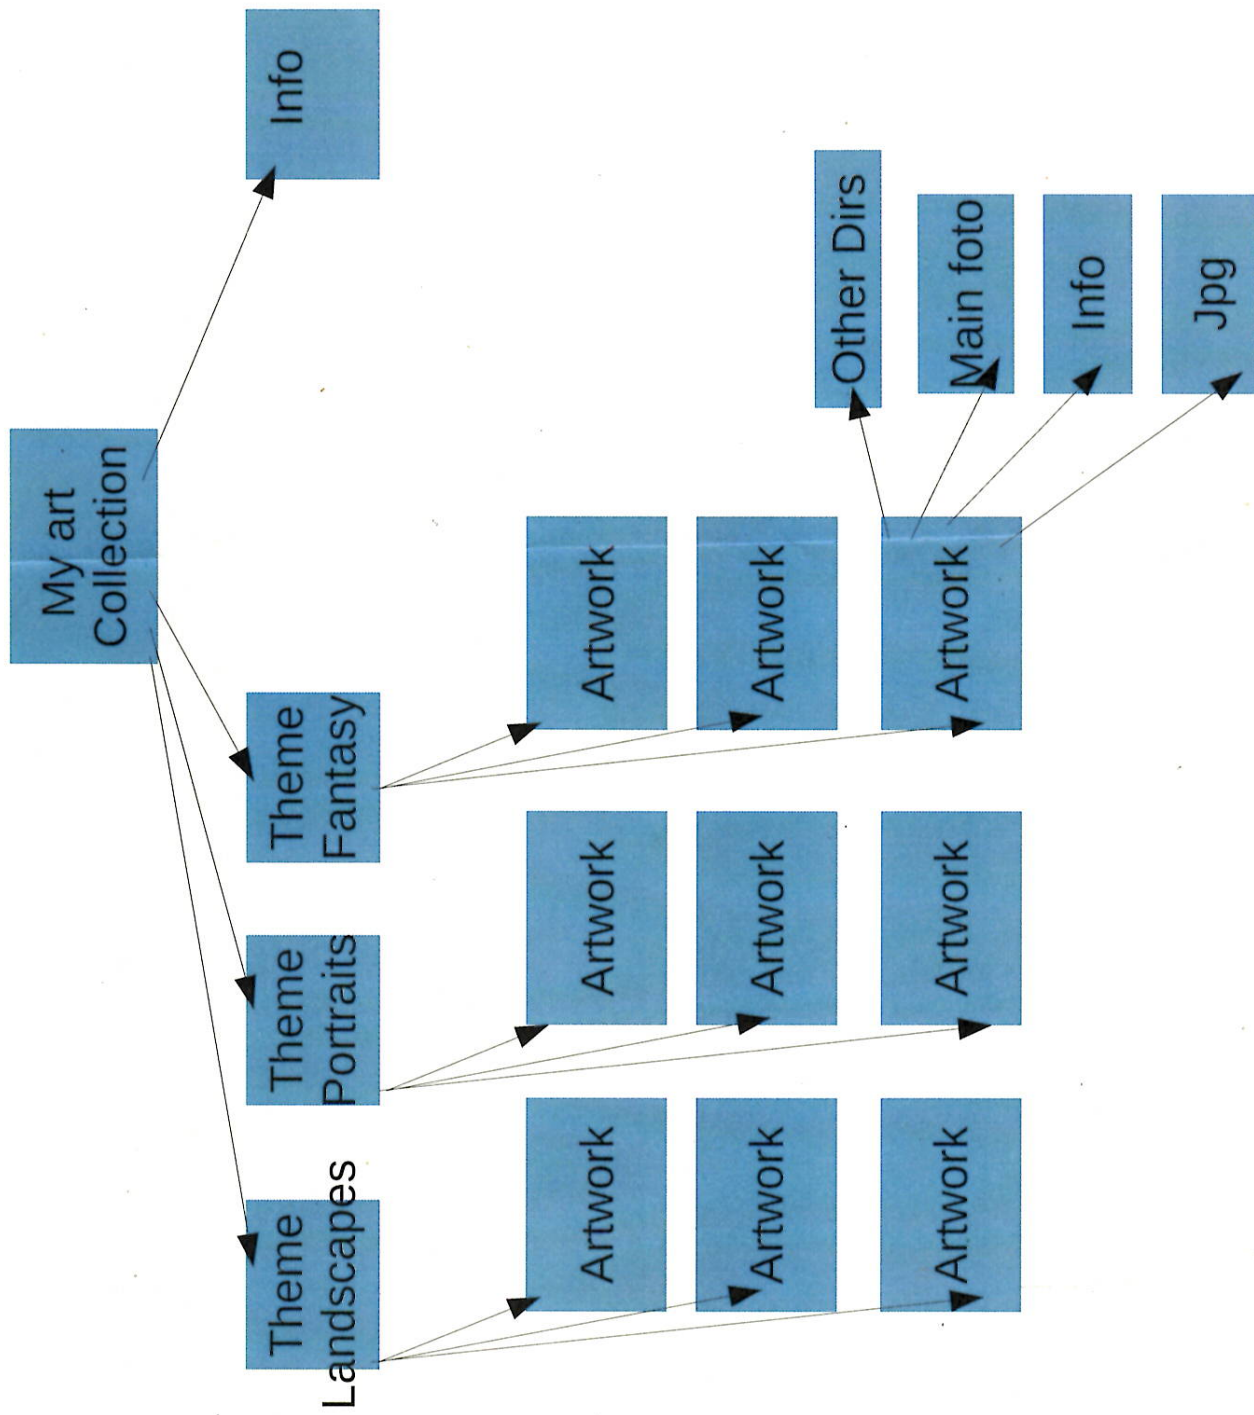 My art
Collection
Theme
Landscapes
Theme
Portraits
Theme
Fantasy
Info
Artwork
Artwork
Artwork
Artwork
Artwork
Artwork
Artwork
Artwork
Artwork
Other Dirs
Main foto
Info
Jpg